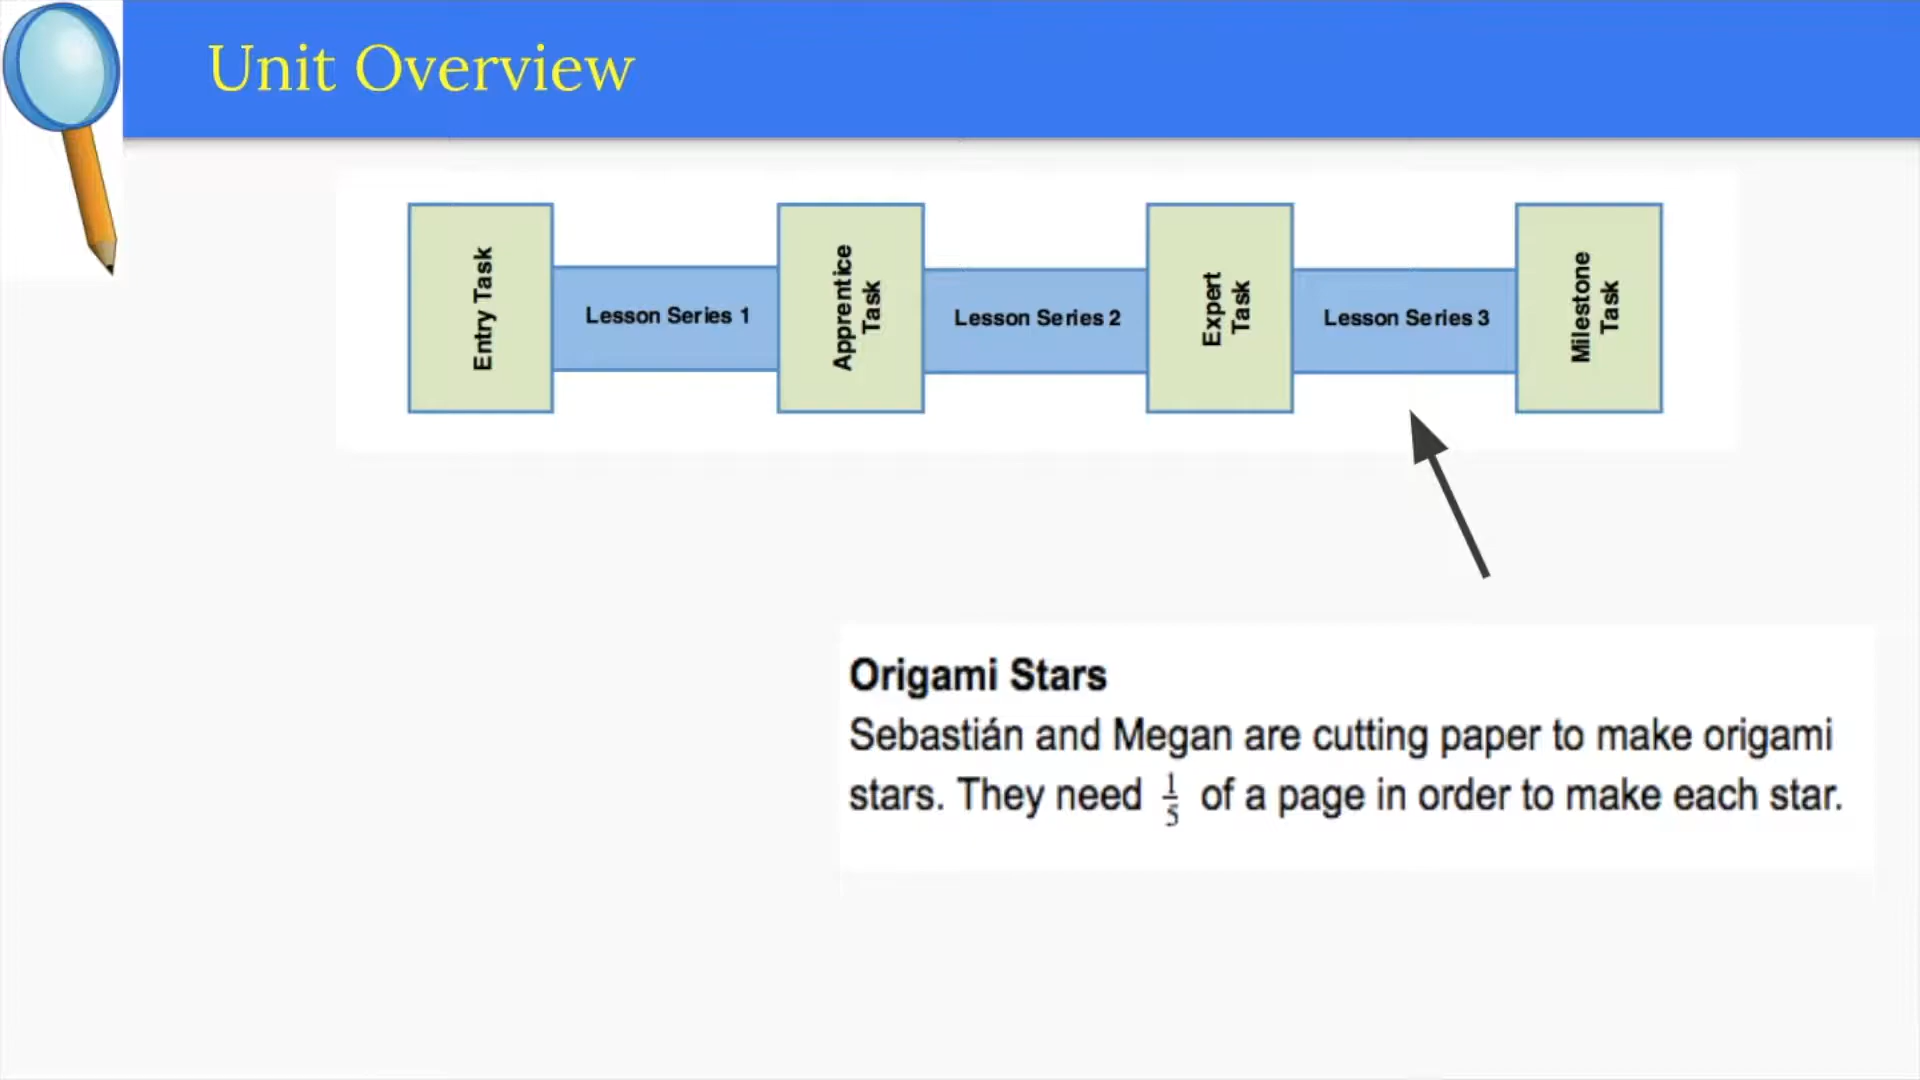 Unit Overview
Entry Task
Lesson Series 1
Apprentice
Task
Lesson Series 2
Expert
Task
Lesson Series 3
Milestone
Task
Origami Stars
Sebastián and Megan are cutting paper to make origami
stars. They need 1/5 of a page in order to make each star.